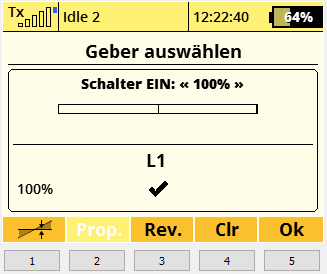 Tx Idle 2 12:22:40 64%
Geber auswählen
Schalter EIN: « 100% »
L1
100%
Prop. Rev. Clr Ok
1 2 3 4 5